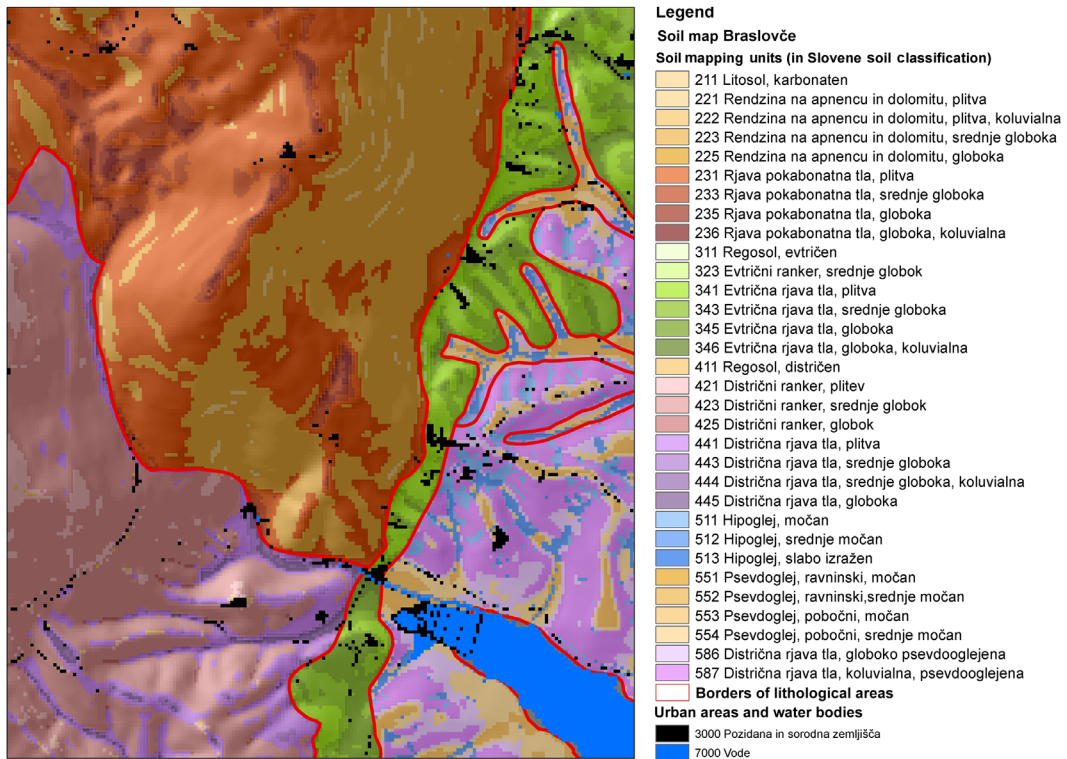 Legend
Soil map Braslovče
Soil mapping units (in Slovene soil classification)
211 Litosol, karbonaten
221 Rendzina na apnencu in dolomitu, plitva
222 Rendzina na apnencu in dolomitu, plitva, koluvialna
223 Rendzina na apnencu in dolomitu, srednje globoka
225 Rendzina na apnencu in dolomitu, globoka
231 Rjava pokabonatna tla, plitva
233 Rjava pokabonatna tla, srednje globoka
235 Rjava pokabonatna tla, globoka
236 Rjava pokabonatna tla, globoka, koluvialna
311 Regosol, evtričen
323 Evtrični ranker, srednje globok
341 Evtrična rjava tla, plitva
343 Evtrična rjava tla, srednje globoka
345 Evtrična rjava tla, globoka
346 Evtrična rjava tla, globoka, koluvialna
411 Regosol, distričen
421 Distrični ranker, plitev
423 Distrični ranker, srednje globok
425 Distrični ranker, globok
441 Distrična rjava tla, plitva
443 Distrična rjava tla, srednje globoka
444 Distrična rjava tla, srednje globoka, koluvialna
445 Distrična rjava tla, globoka
511 Hipoglej, močan
512 Hipoglej, srednje močan
513 Hipoglej, slabo izražen
551 Psevdoglej, ravninski, močan
552 Psevdoglej, ravninski,srednje močan
553 Psevdoglej, pobočni, močan
554 Psevdoglej, pobočni, srednje močan
586 Distrična rjava tla, globoko psevdooglejena
587 Distrična rjava tla, koluvialna, psevdooglejena
Borders of lithological areas
Urban areas and water bodies
3000 Pozidana in sorodna zemljišča
7000 Vode